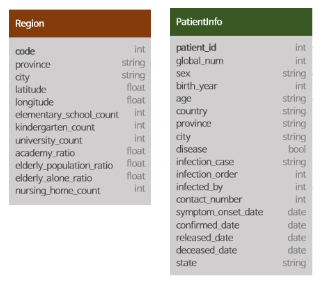 Region
code int
province string
city string
latitude float
longitude float
elementary_school_count int
kindergarten_count int
university_count int
academy_ratio float
elderly_population_ratio float
elderly_alone_ratio float
nursing_home_count int
PatientInfo
patient_id int
global_num int
sex string
birth_year int
age string
country string
province string
city string
disease bool
infection_case string
infection_order int
infected_by int
contact_number int
symptom_onset_date date
confirmed_date date
released_date date
deceased_date date
state string